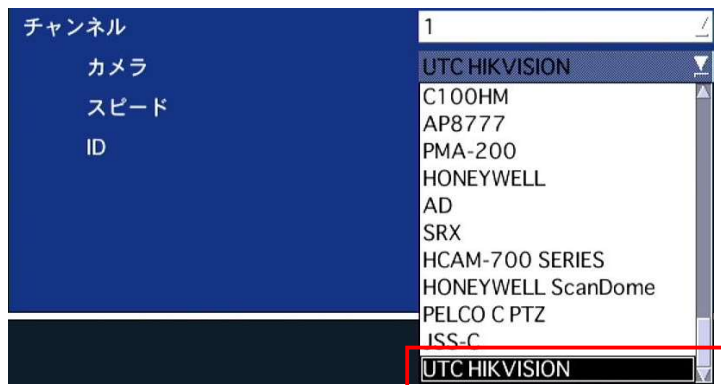 チャンネル 1
カメラ UTC HIKVISION
スピード
ID
C100HM
AP8777
PMA-200
HONEYWELL
AD
SRX
HCAM-700 SERIES
HONEYWELL ScanDome
PELCO C PTZ
JSS-C
UTC HIKVISION